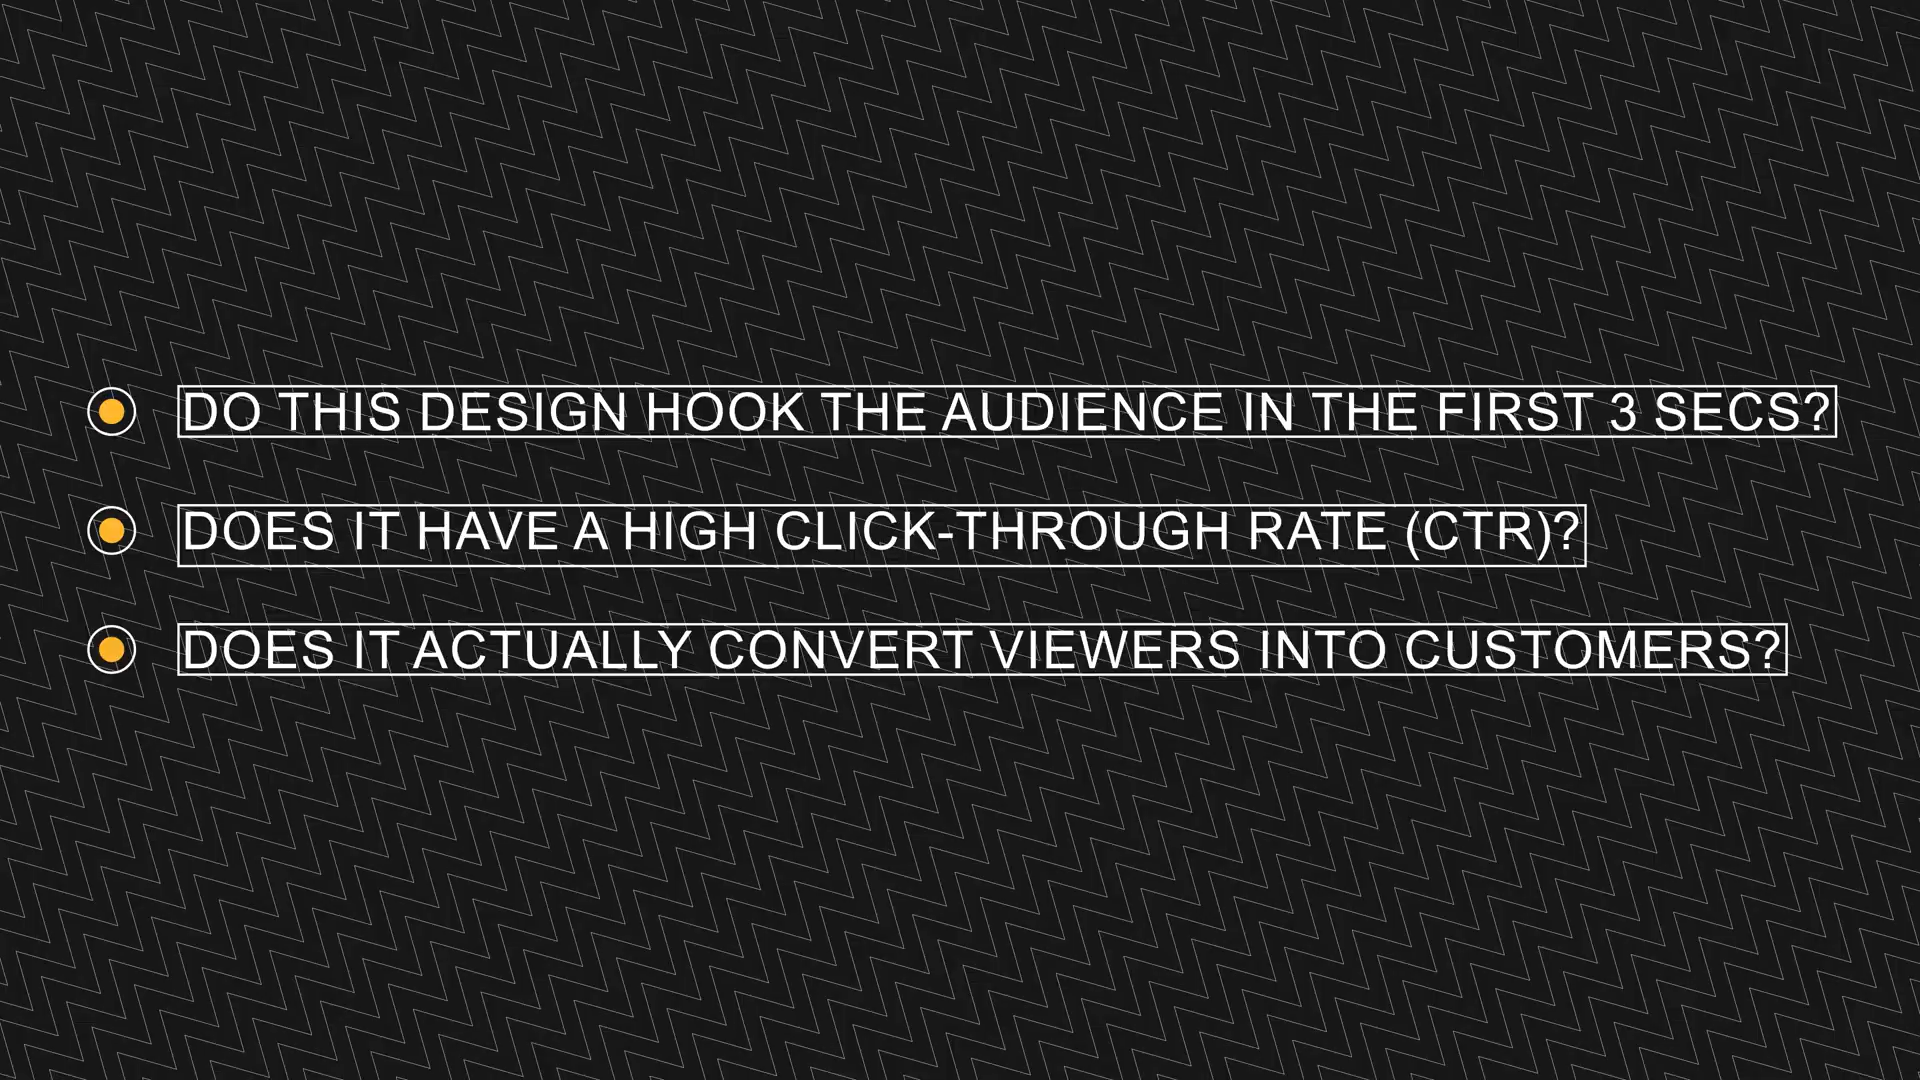 DO THIS DESIGN HOOK THE AUDIENCE IN THE FIRST 3 SECS?
DOES IT HAVE A HIGH CLICK-THROUGH RATE (CTR)?
DOES IT ACTUALLY CONVERT VIEWERS INTO CUSTOMERS?